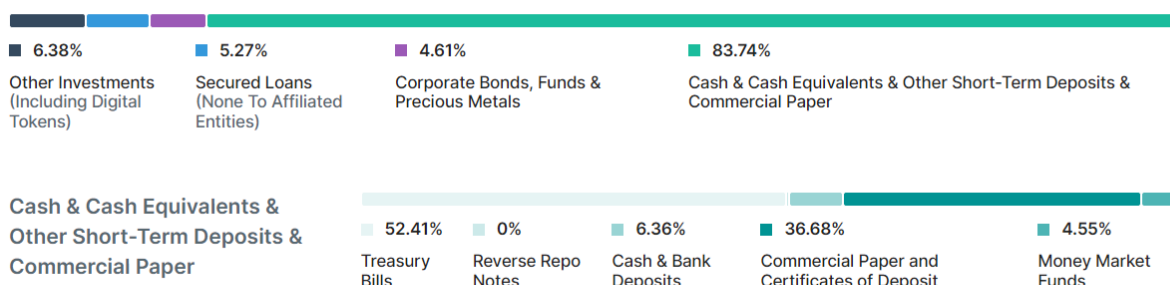 6.38%
Other Investments
(Including Digital
Tokens)
5.27%
Secured Loans
(None To Affiliated
Entities)
4.61%
Corporate Bonds, Funds &
Precious Metals
83.74%
Cash & Cash Equivalents & Other Short-Term Deposits &
Commercial Paper
Cash & Cash Equivalents &
Other Short-Term Deposits &
Commercial Paper
52.41%
Treasury
Bills
0%
Reverse Repo
Notes
6.36%
Cash & Bank
Deposits
36.68%
Commercial Paper and
Certificates of Deposit
4.55%
Money Market
Funds